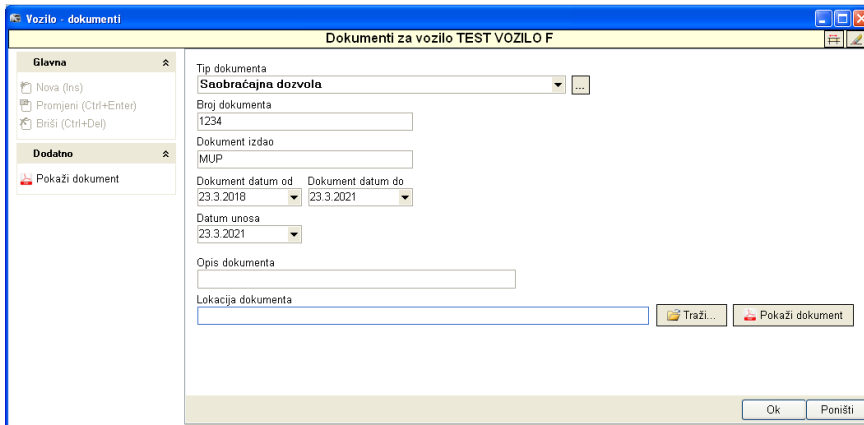 Vozilo - dokumenti
Dokumenti za vozilo TEST VOZILO F
Glavna
Nova (Ins)
Promjeni (Ctrl+Enter)
Briši (Ctrl+Del)
Dodatno
Pokaži dokument
Tip dokumenta
Saobraćajna dozvola
...
Broj dokumenta
1234
Dokument izdao
MUP
Dokument datum od Dokument datum do
23.3.2018 23.3.2021
Datum unosa
23.3.2021
Opis dokumenta
Lokacija dokumenta
Traži... Pokaži dokument
Ok Poništi